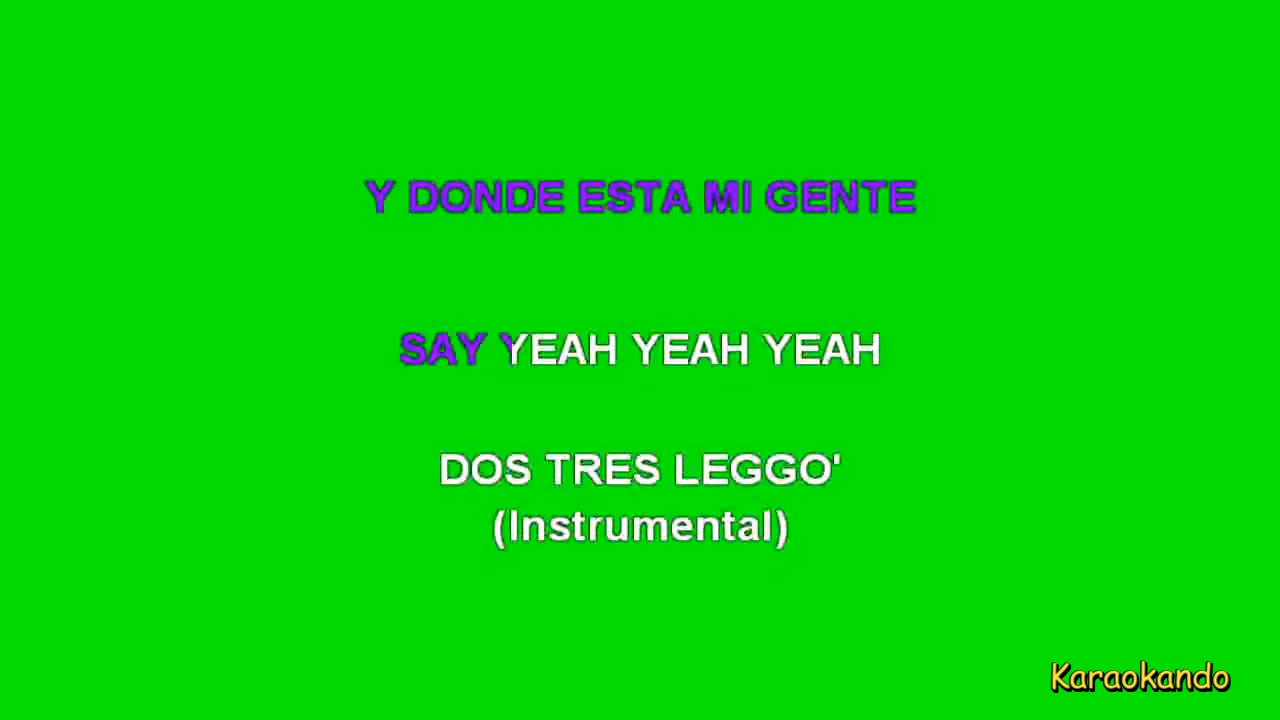 Y DONDE ESTA MI GENTE
SAY YEAH YEAH YEAH
DOS TRES LEGGO'
(Instrumental)
Karaokando